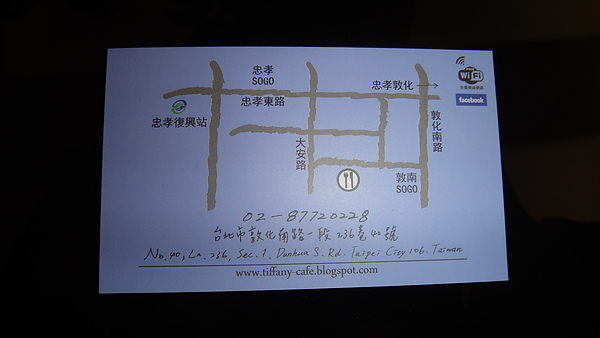 忠孝
SOGO
忠孝敦化
WiFi
facebook
忠孝東路
忠孝復興站
敦化南路
大安路
敦南
SOGO
02-87720228
台北市敦化南路一段236巷40號
No.40, La.236, Sec.1. Dunhua S. Rd. Taipei City 106. Taiwan
www.tiffany-cafe.blogspot.com